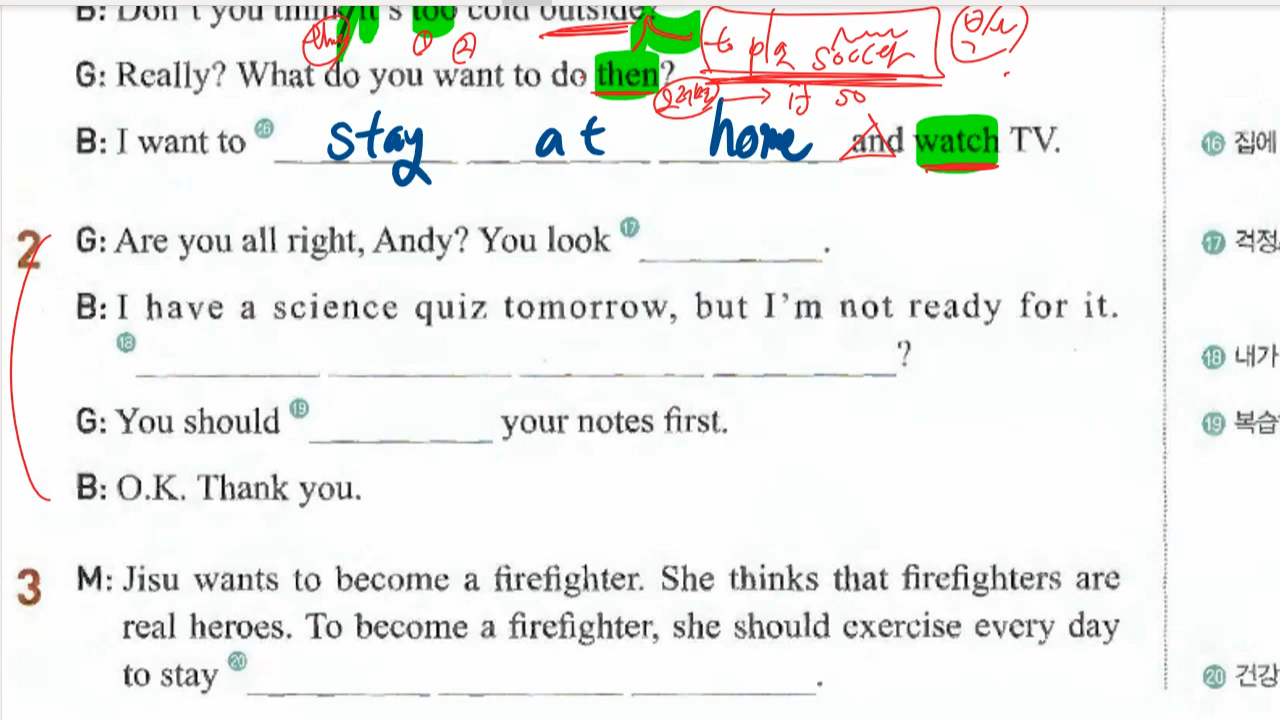 B: Don't you think it's too cold outside?
to play soccer
① ②
G: Really? What do you want to do then?
→ if so
B: I want to ⑯ stay at home and watch TV.
⑯ 집에
2 G: Are you all right, Andy? You look ⑰ ________.
⑰ 걱정
B: I have a science quiz tomorrow, but I'm not ready for it.
⑱ ________ ________ ________ ________?
⑱ 내가
G: You should ⑲ ________ your notes first.
⑲ 복습
B: O.K. Thank you.
3 M: Jisu wants to become a firefighter. She thinks that firefighters are
real heroes. To become a firefighter, she should exercise every day
to stay ⑳ ________ ________ ________.
⑳ 건강